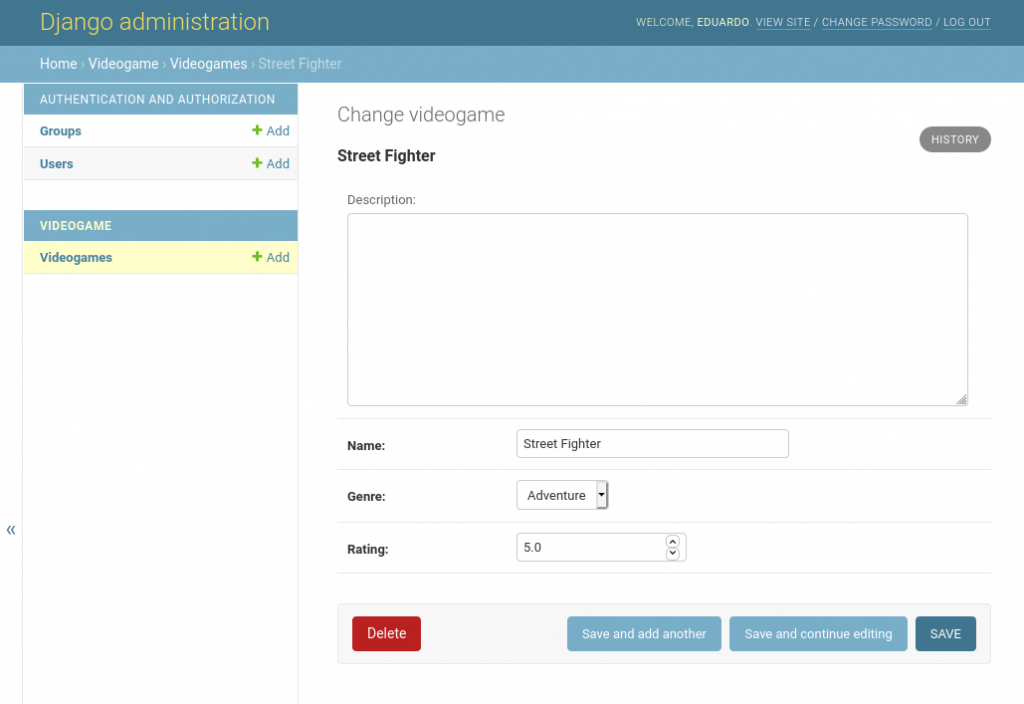 Django administration
WELCOME, EDUARDO. VIEW SITE / CHANGE PASSWORD / LOG OUT
Home › Videogame › Videogames › Street Fighter
AUTHENTICATION AND AUTHORIZATION
Groups + Add
Users + Add
VIDEOGAME
Videogames + Add
«
Change videogame
HISTORY
Street Fighter
Description:
Name: Street Fighter
Genre: Adventure
Rating: 5.0
Delete Save and add another Save and continue editing SAVE